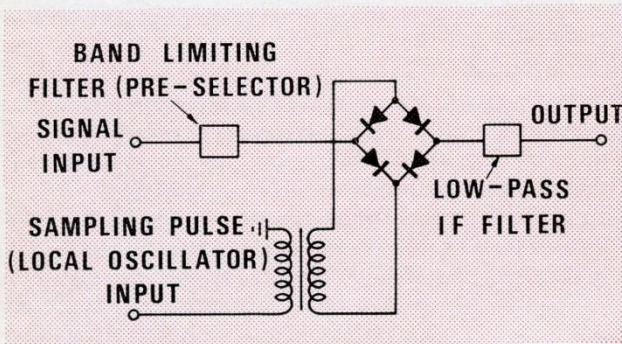 BAND LIMITING
FILTER (PRE-SELECTOR)
SIGNAL
INPUT
OUTPUT
LOW-PASS
IF FILTER
SAMPLING PULSE
(LOCAL OSCILLATOR)
INPUT